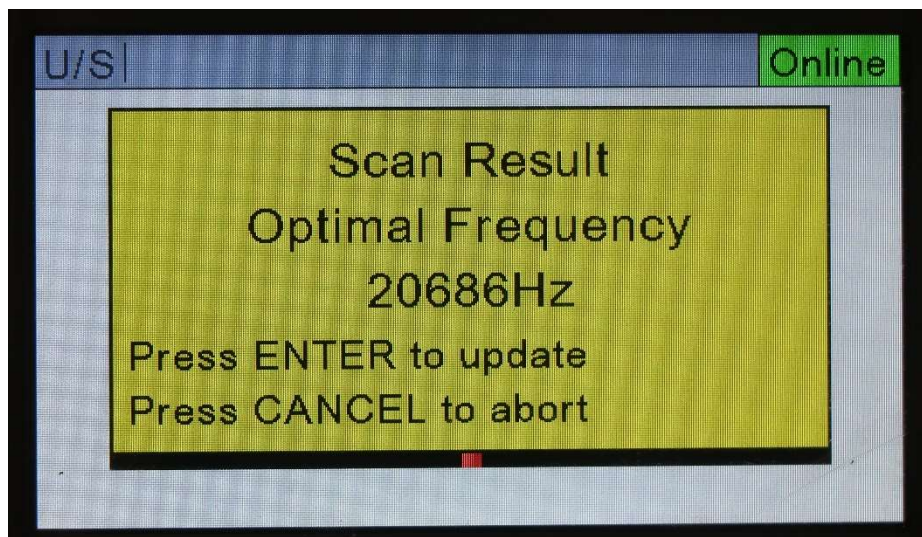 U/S
Online
Scan Result
Optimal Frequency
20686Hz
Press ENTER to update
Press CANCEL to abort